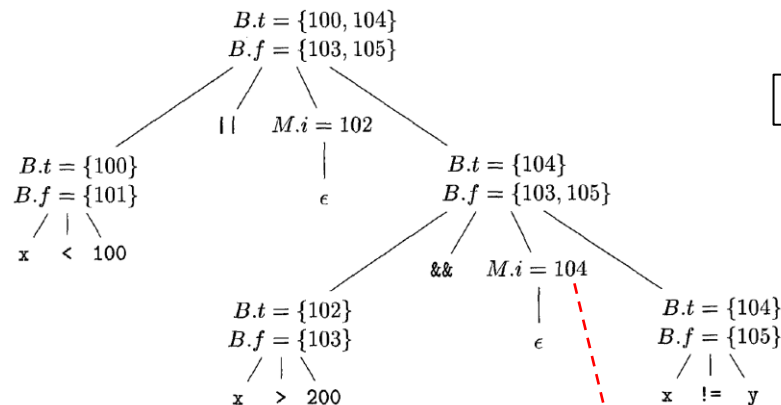 B.t = {100, 104}
B.f = {103, 105}
|| M.i = 102
B.t = {100}
B.f = {101}
ϵ
B.t = {104}
B.f = {103, 105}
x < 100
&& M.i = 104
B.t = {102}
B.f = {103}
ϵ
B.t = {104}
B.f = {105}
x > 200
x != y